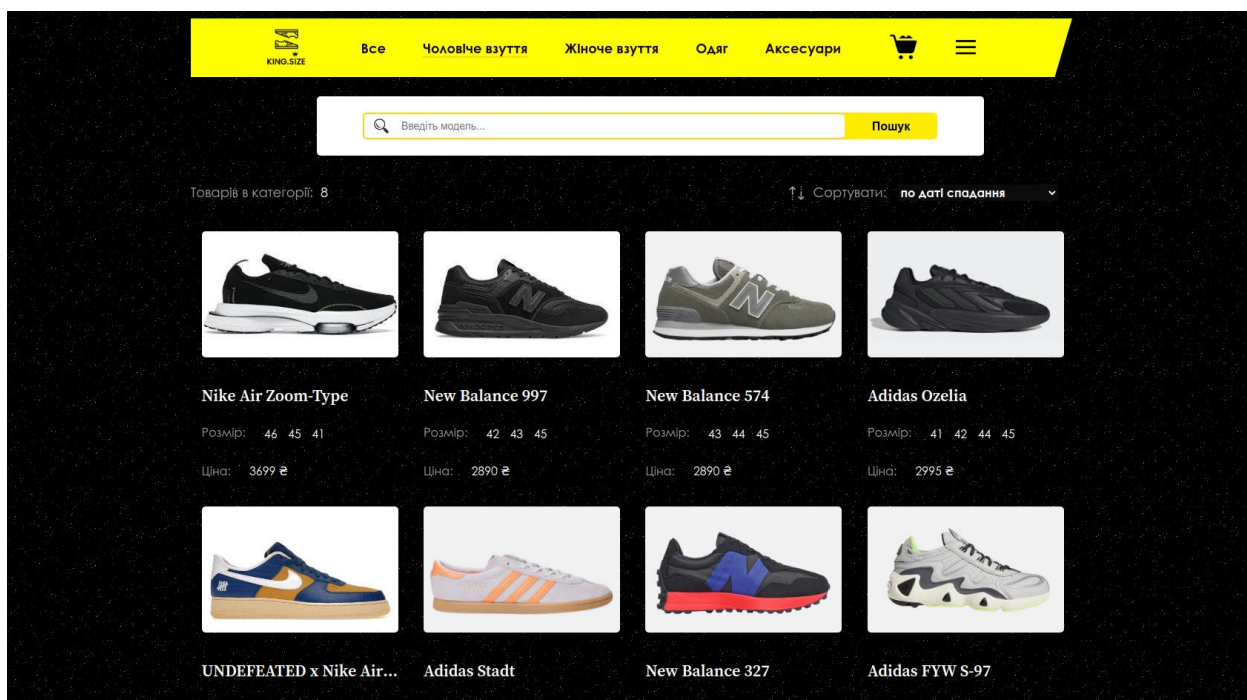 KING.SIZE
Все Чоловіче взуття Жіноче взуття Одяг Аксесуари
Введіть модель... Пошук
Товарів в категорії: 8 Сортувати: по даті спадання
Nike Air Zoom-Type New Balance 997 New Balance 574 Adidas Ozelia
Розмір: 46 45 41 Розмір: 42 43 45 Розмір: 43 44 45 Розмір: 41 42 44 45
Ціна: 3699 ₴ Ціна: 2890 ₴ Ціна: 2890 ₴ Ціна: 2995 ₴
UNDEFEATED x Nike Air... Adidas Stadt New Balance 327 Adidas FYW S-97